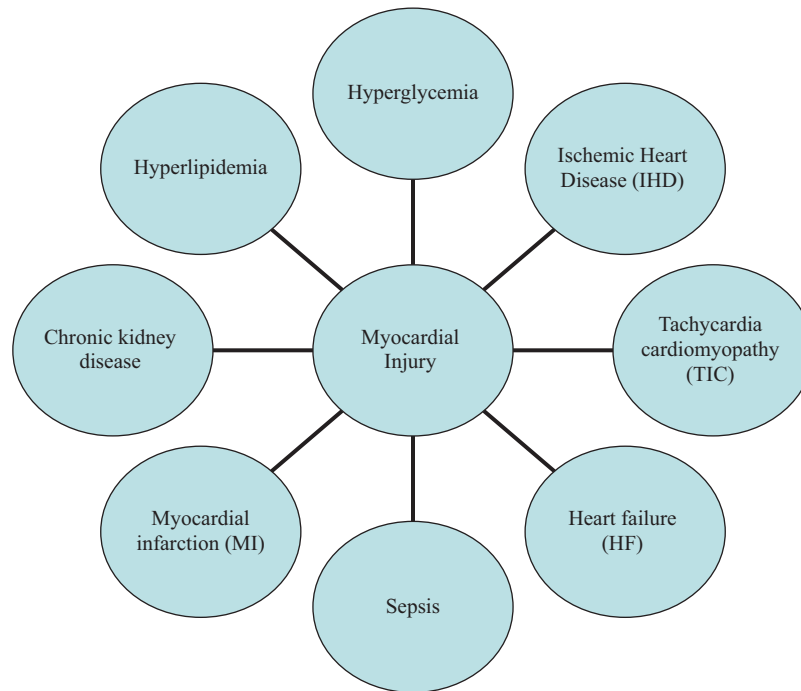 Hyperglycemia
Ischemic Heart
Disease (IHD)
Hyperlipidemia
Chronic kidney
disease
Myocardial
Injury
Tachycardia
cardiomyopathy
(TIC)
Myocardial
infarction (MI)
Heart failure
(HF)
Sepsis